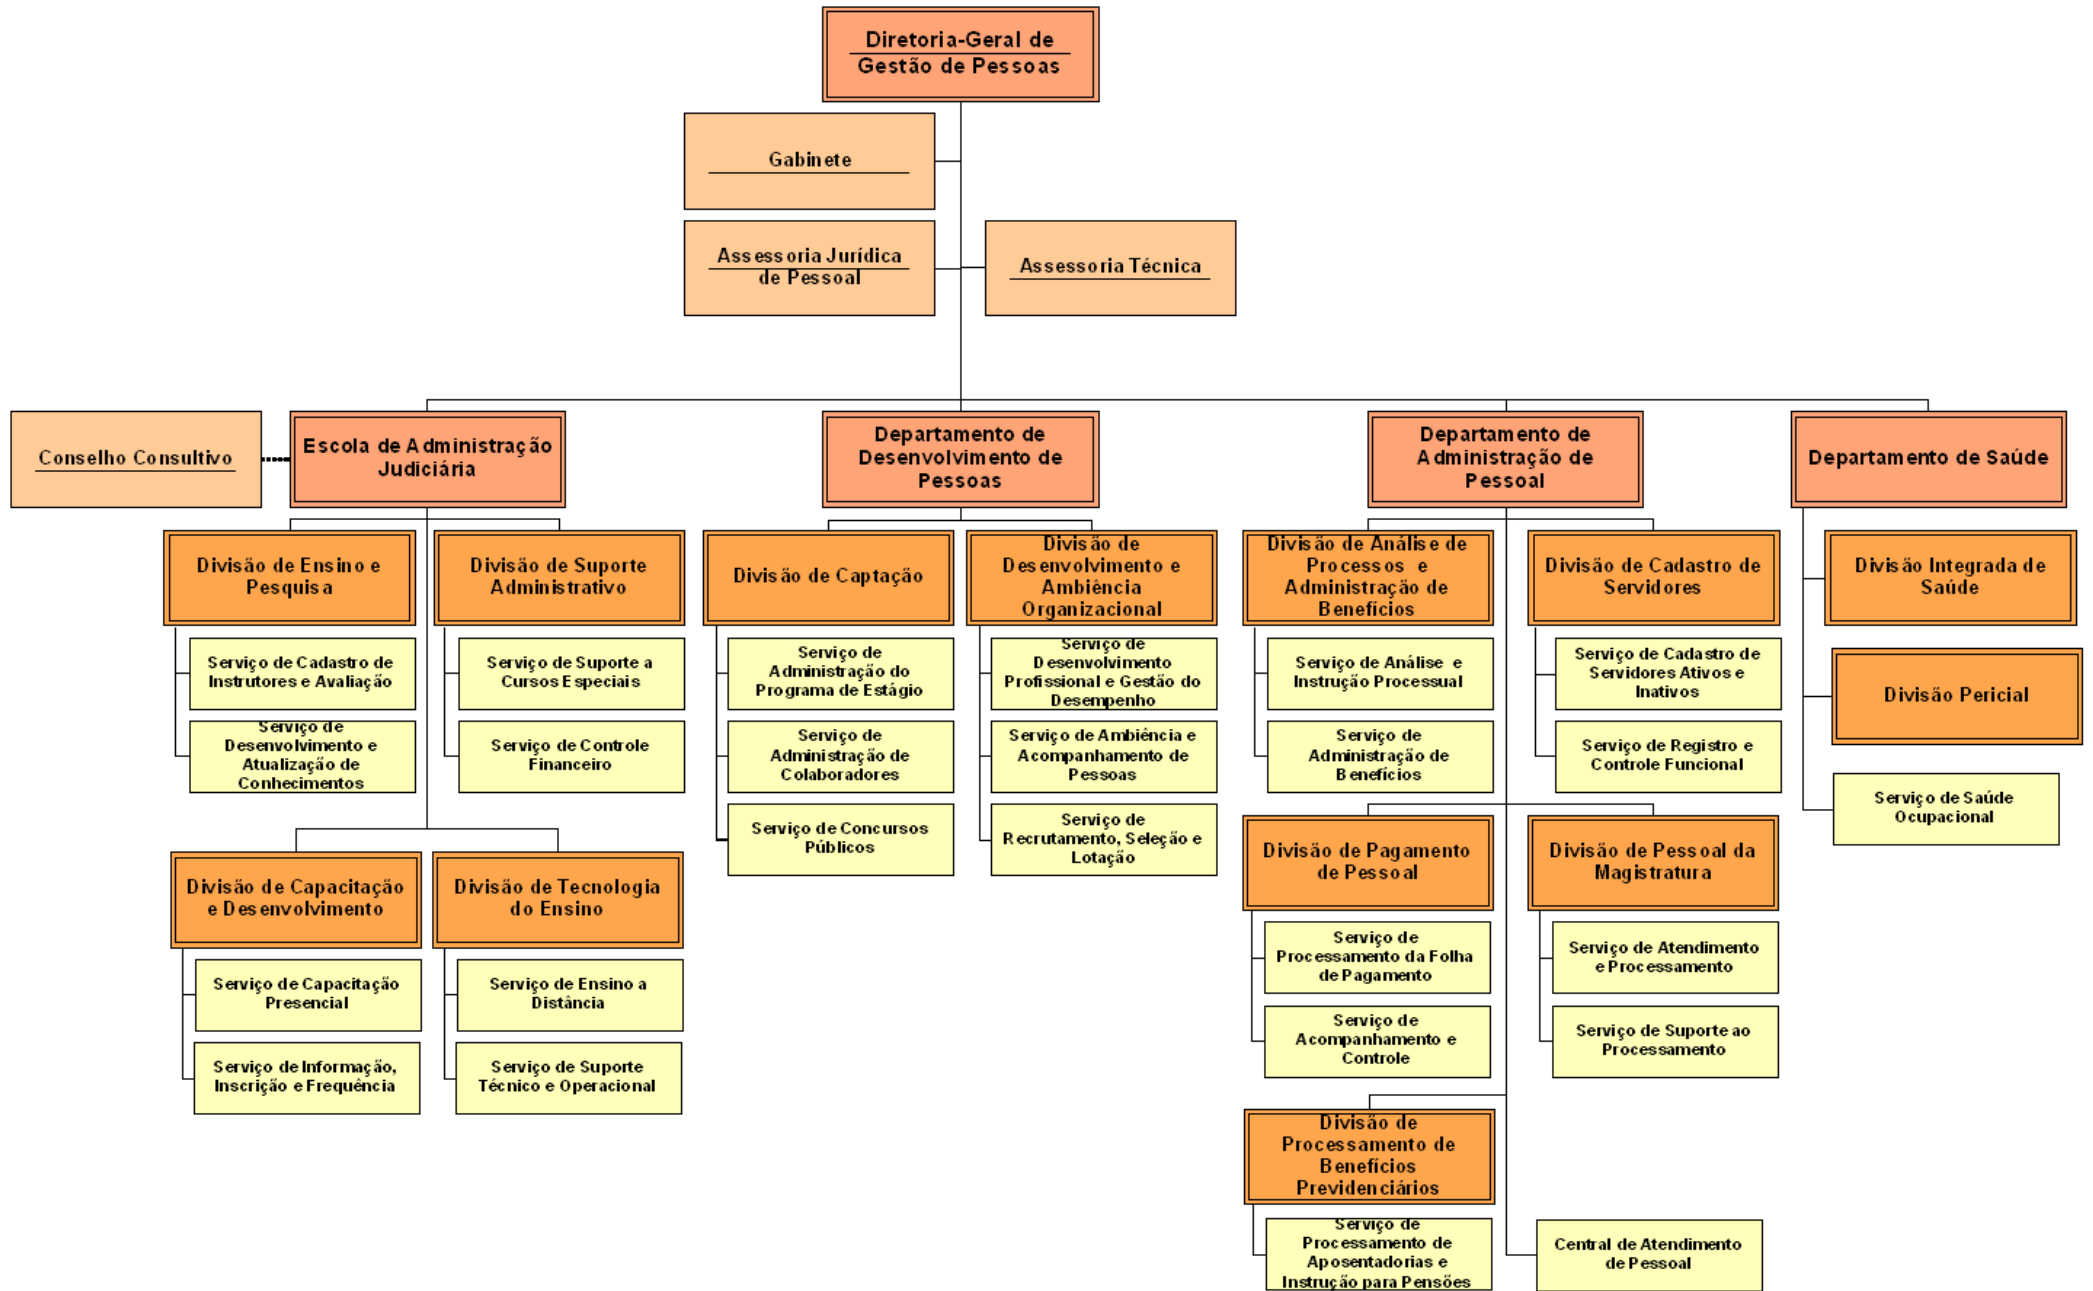 Diretoria-Geral de
Gestão de Pessoas
Gabinete
Assessoria Jurídica
de Pessoal
Assessoria Técnica
Conselho Consultivo
Escola de Administração
Judiciária
Departamento de
Desenvolvimento de
Pessoas
Departamento de
Administração de
Pessoal
Departamento de Saúde
Divisão de Ensino e
Pesquisa
Serviço de Cadastro de
Instrutores e Avaliação
Serviço de
Desenvolvimento e
Atualização de
Conhecimentos
Divisão de Suporte
Administrativo
Serviço de Suporte a
Cursos Especiais
Serviço de Controle
Financeiro
Divisão de Capacitação
e Desenvolvimento
Serviço de Capacitação
Presencial
Serviço de Informação,
Inscrição e Frequência
Divisão de Tecnologia
do Ensino
Serviço de Ensino a
Distância
Serviço de Suporte
Técnico e Operacional
Divisão de Captação
Serviço de
Administração do
Programa de Estágio
Serviço de
Administração de
Colaboradores
Serviço de Concursos
Públicos
Divisão de
Desenvolvimento e
Ambiência
Organizacional
Serviço de
Desenvolvimento
Profissional e Gestão do
Desempenho
Serviço de Ambiência e
Acompanhamento de
Pessoas
Serviço de
Recrutamento, Seleção e
Lotação
Divisão de Análise de
Processos e
Administração de
Benefícios
Serviço de Análise e
Instrução Processual
Serviço de
Administração de
Benefícios
Divisão de Cadastro de
Servidores
Serviço de Cadastro de
Servidores Ativos e
Inativos
Serviço de Registro e
Controle Funcional
Divisão de Pagamento
de Pessoal
Serviço de
Processamento da Folha
de Pagamento
Serviço de
Acompanhamento e
Controle
Divisão de Pessoal da
Magistratura
Serviço de Atendimento
e Processamento
Serviço de Suporte ao
Processamento
Divisão de
Processamento de
Benefícios
Previdenciários
Serviço de
Processamento de
Aposentadorias e
Instrução para Pensões
Central de Atendimento
de Pessoal
Divisão Integrada de
Saúde
Divisão Pericial
Serviço de Saúde
Ocupacional